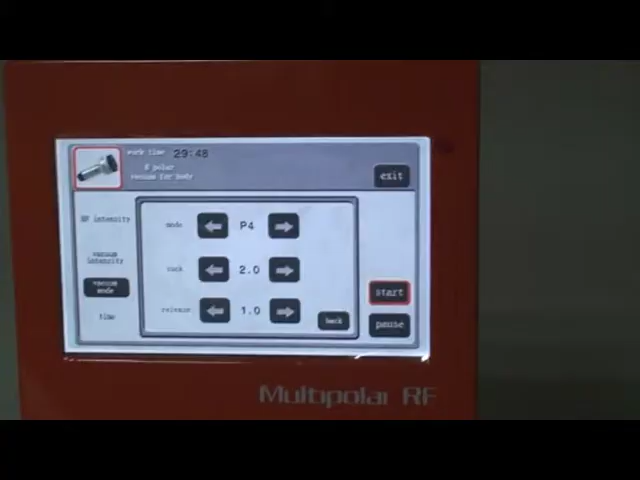 work time 29:48
8 polar
vacuum for body
exit
RF intensity
mode P4
vacuum
intensity
suck 2.0
vacuum
mode
start
release 1.0
back
Time
pause
Multipolar RF